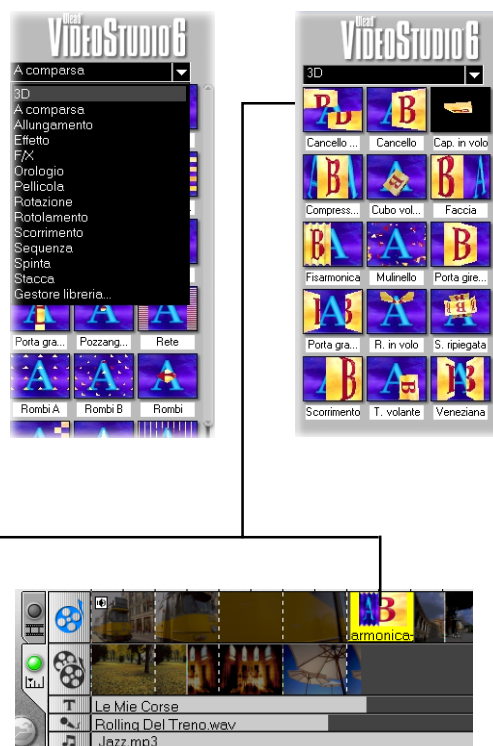 Ulead
VIDEOSTUDIO 6
A comparsa
3D
A comparsa
Allungamento
Effetto
F/X
Orologio
Pellicola
Rotazione
Rotolamento
Scorrimento
Sequenza
Spinta
Stacca
Gestore libreria...
Porta gra...
Pozzang...
Rete
Rombi A
Rombi B
Rombi
Ulead
VIDEOSTUDIO 6
3D
Cancello ...
Cancello
Cap. in volo
Compress...
Cubo vol...
Faccia
Fisarmonica
Mulinello
Porta gire...
Porta gra...
R. in volo
S. ripiegata
Scorrimento
T. volante
Veneziana
armonica-
T
Le Mie Corse
Rolling Del Treno.wav
Jazz.mp3